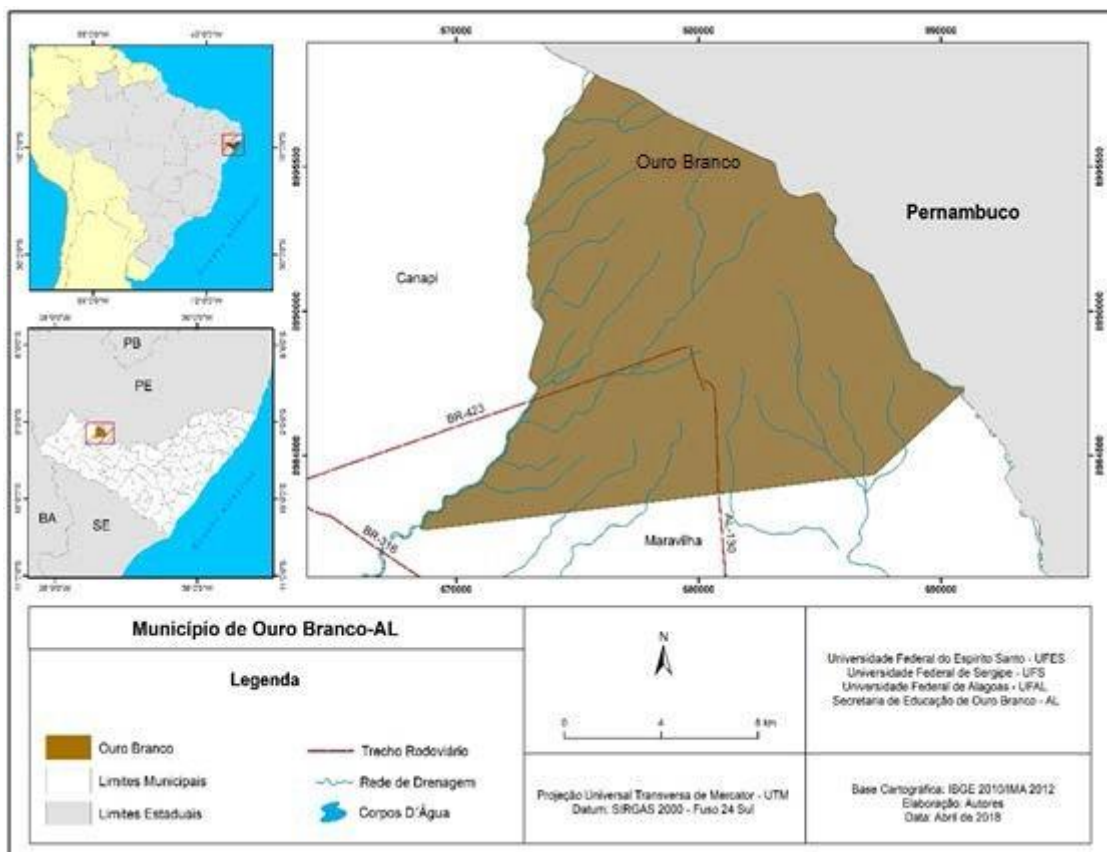 670000
680000
690000
Ouro Branco
Pernambuco
Canapi
BR-423
BR-316
AL-130
Maravilha
670000
680000
690000
PB
PE
BA
SE
Município de Ouro Branco-AL
Legenda
Ouro Branco
Limites Municipais
Limites Estaduais
Trecho Rodoviário
Rede de Drenagem
Corpos D'Água
N
0 4 8 km
Projeção Universal Transversa de Mercator - UTM
Datum: SIRGAS 2000 - Fuso 24 Sul
Universidade Federal do Espírito Santo - UFES
Universidade Federal de Sergipe - UFS
Universidade Federal de Alagoas - UFAL
Secretaria de Educação de Ouro Branco - AL
Base Cartográfica: IBGE 2010/IMA 2012
Elaboração: Autores
Data: Abril de 2018